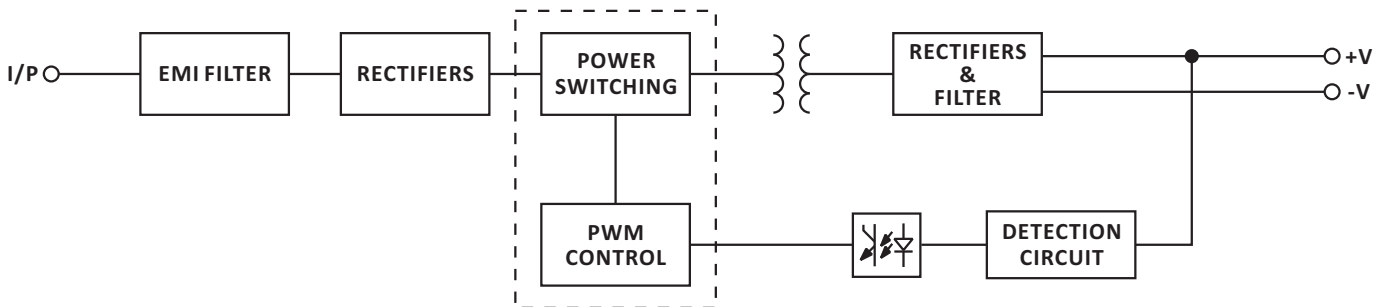 I/P
EMI FILTER
RECTIFIERS
POWER
SWITCHING
RECTIFIERS
&
FILTER
+V
-V
PWM
CONTROL
DETECTION
CIRCUIT